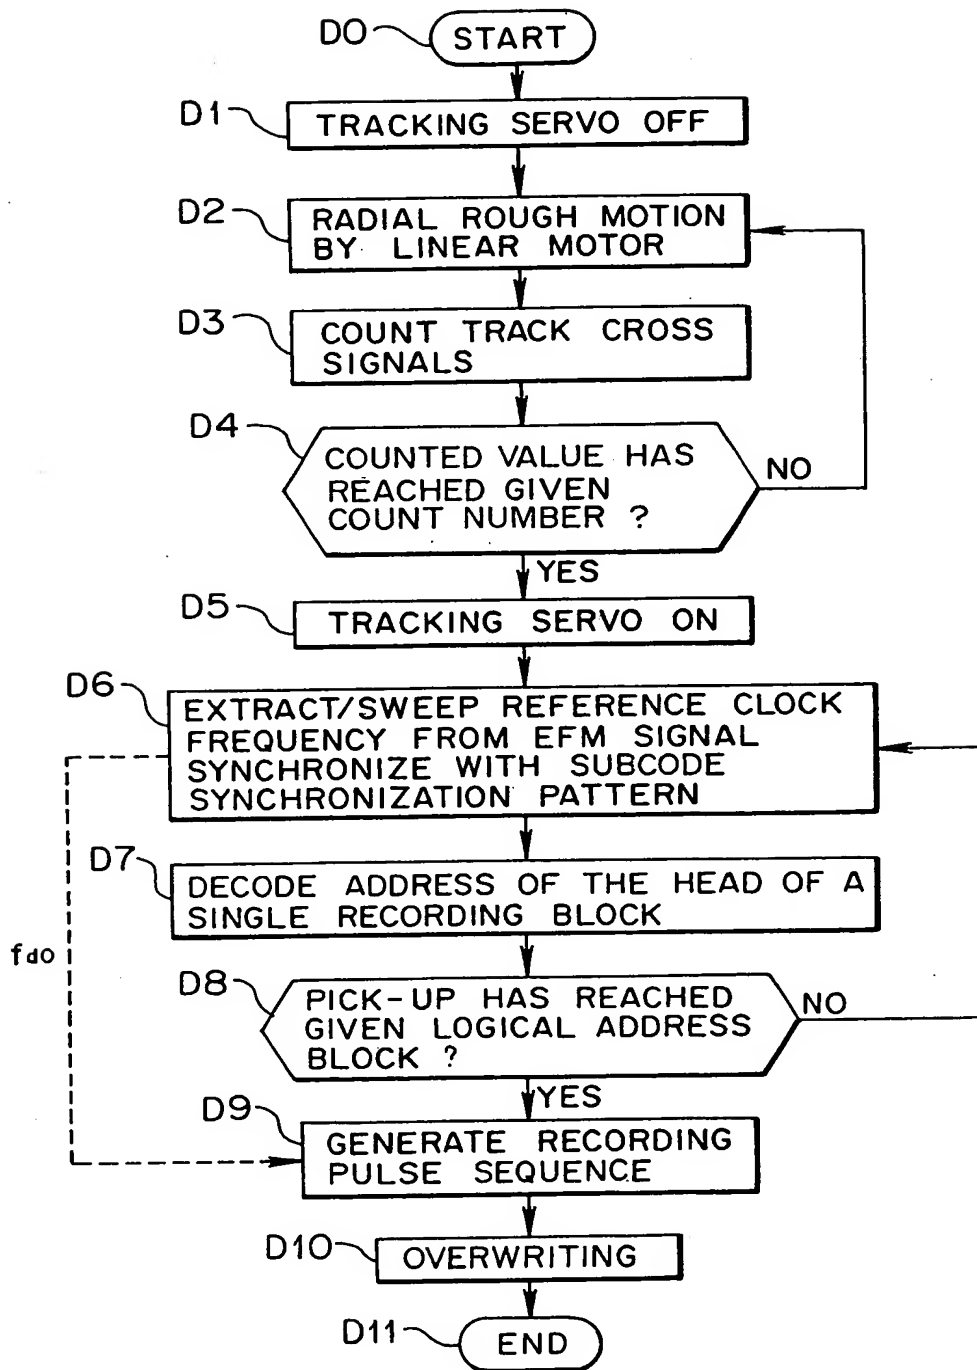 D0
START
D1
TRACKING SERVO OFF
D2
RADIAL ROUGH MOTION
BY LINEAR MOTOR
D3
COUNT TRACK CROSS
SIGNALS
D4
COUNTED VALUE HAS
REACHED GIVEN
COUNT NUMBER ?
NO
YES
D5
TRACKING SERVO ON
D6
EXTRACT/SWEEP REFERENCE CLOCK
FREQUENCY FROM EFM SIGNAL
SYNCHRONIZE WITH SUBCODE
SYNCHRONIZATION PATTERN
D7
DECODE ADDRESS OF THE HEAD OF A
SINGLE RECORDING BLOCK
fdo
D8
PICK-UP HAS REACHED
GIVEN LOGICAL ADDRESS
BLOCK ?
NO
YES
D9
GENERATE RECORDING
PULSE SEQUENCE
D10
OVERWRITING
D11
END